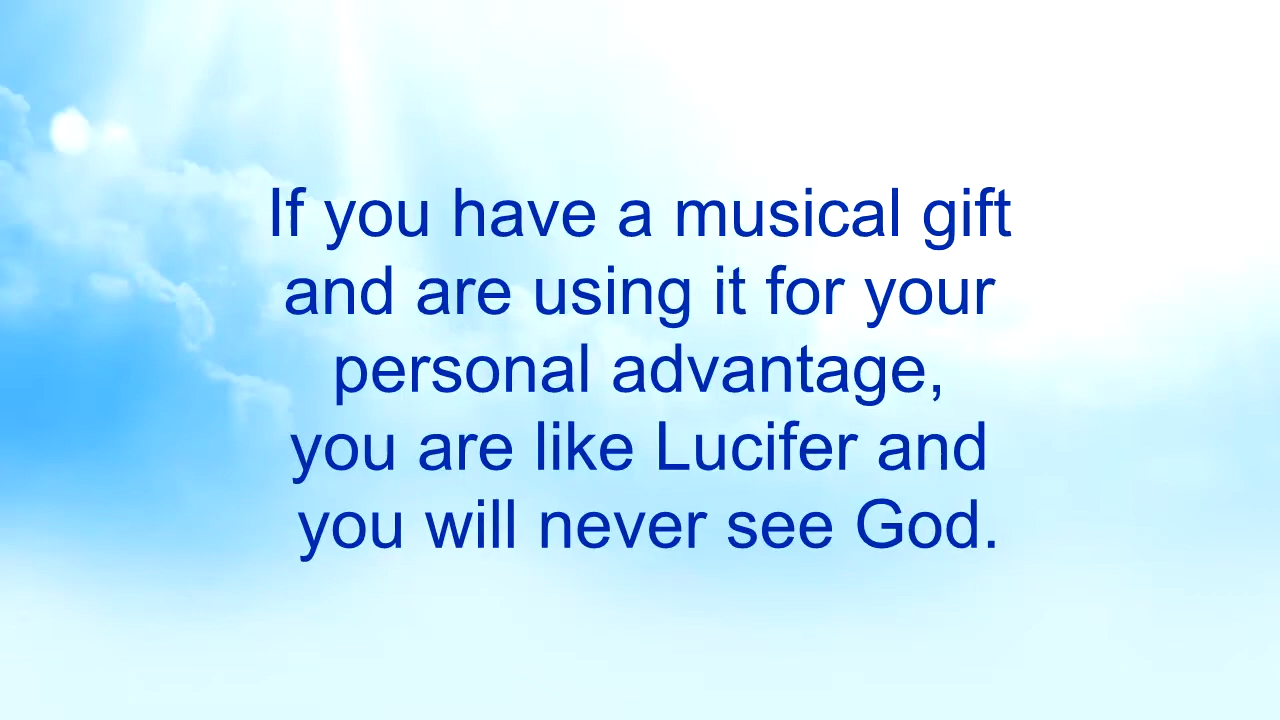 If you have a musical gift
and are using it for your
personal advantage,
you are like Lucifer and
you will never see God.